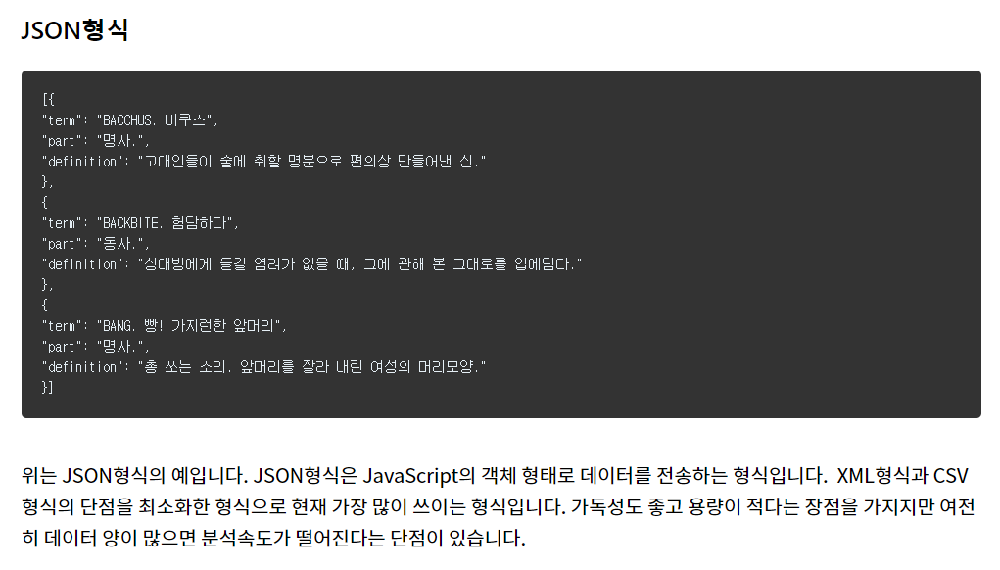 JSON형식
[{
"term": "BACCHUS. 바쿠스",
"part": "명사.",
"definition": "고대인들이 술에 취할 명분으로 편의상 만들어낸 신."
},
{
"term": "BACKBITE. 험담하다",
"part": "동사.",
"definition": "상대방에게 들킬 염려가 없을 때, 그에 관해 본 그대로를 입에담다."
},
{
"term": "BANG. 빵! 가지런한 앞머리",
"part": "명사.",
"definition": "총 쏘는 소리. 앞머리를 잘라 내린 여성의 머리모양."
}]
위는 JSON형식의 예입니다. JSON형식은 JavaScript의 객체 형태로 데이터를 전송하는 형식입니다.  XML형식과 CSV
형식의 단점을 최소화한 형식으로 현재 가장 많이 쓰이는 형식입니다. 가독성도 좋고 용량이 적다는 장점을 가지지만 여전
히 데이터 양이 많으면 분석속도가 떨어진다는 단점이 있습니다.